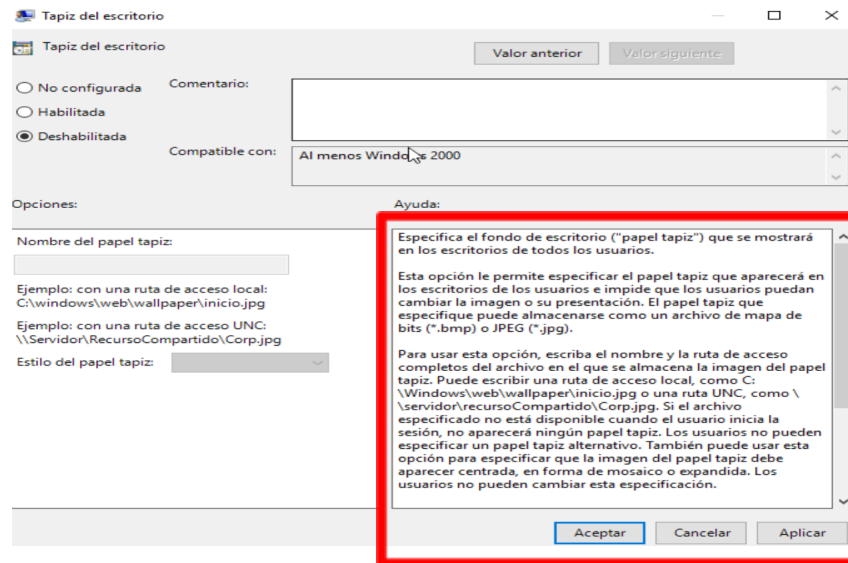 Tapiz del escritorio
Tapiz del escritorio
Valor anterior
Valor siguiente
No configurada
Comentario:
Habilitada
Deshabilitada
Compatible con:
Al menos Windows 2000
Opciones:
Ayuda:
Nombre del papel tapiz:
Ejemplo: con una ruta de acceso local:
C:\windows\web\wallpaper\inicio.jpg
Ejemplo: con una ruta de acceso UNC:
\\Servidor\RecursoCompartido\Corp.jpg
Estilo del papel tapiz:
Especifica el fondo de escritorio ("papel tapiz") que se mostrará
en los escritorios de todos los usuarios.
Esta opción le permite especificar el papel tapiz que aparecerá en
los escritorios de los usuarios e impide que los usuarios puedan
cambiar la imagen o su presentación. El papel tapiz que
especifique puede almacenarse como un archivo de mapa de
bits (*.bmp) o JPEG (*.jpg).
Para usar esta opción, escriba el nombre y la ruta de acceso
completos del archivo en el que se almacena la imagen del papel
tapiz. Puede escribir una ruta de acceso local, como C:
\Windows\web\wallpaper\inicio.jpg o una ruta UNC, como \
\servidor\recursoCompartido\Corp.jpg. Si el archivo
especificado no está disponible cuando el usuario inicia la
sesión, no aparecerá ningún papel tapiz. Los usuarios no pueden
especificar un papel tapiz alternativo. También puede usar esta
opción para especificar que la imagen del papel tapiz debe
aparecer centrada, en forma de mosaico o expandida. Los
usuarios no pueden cambiar esta especificación.
Aceptar
Cancelar
Aplicar